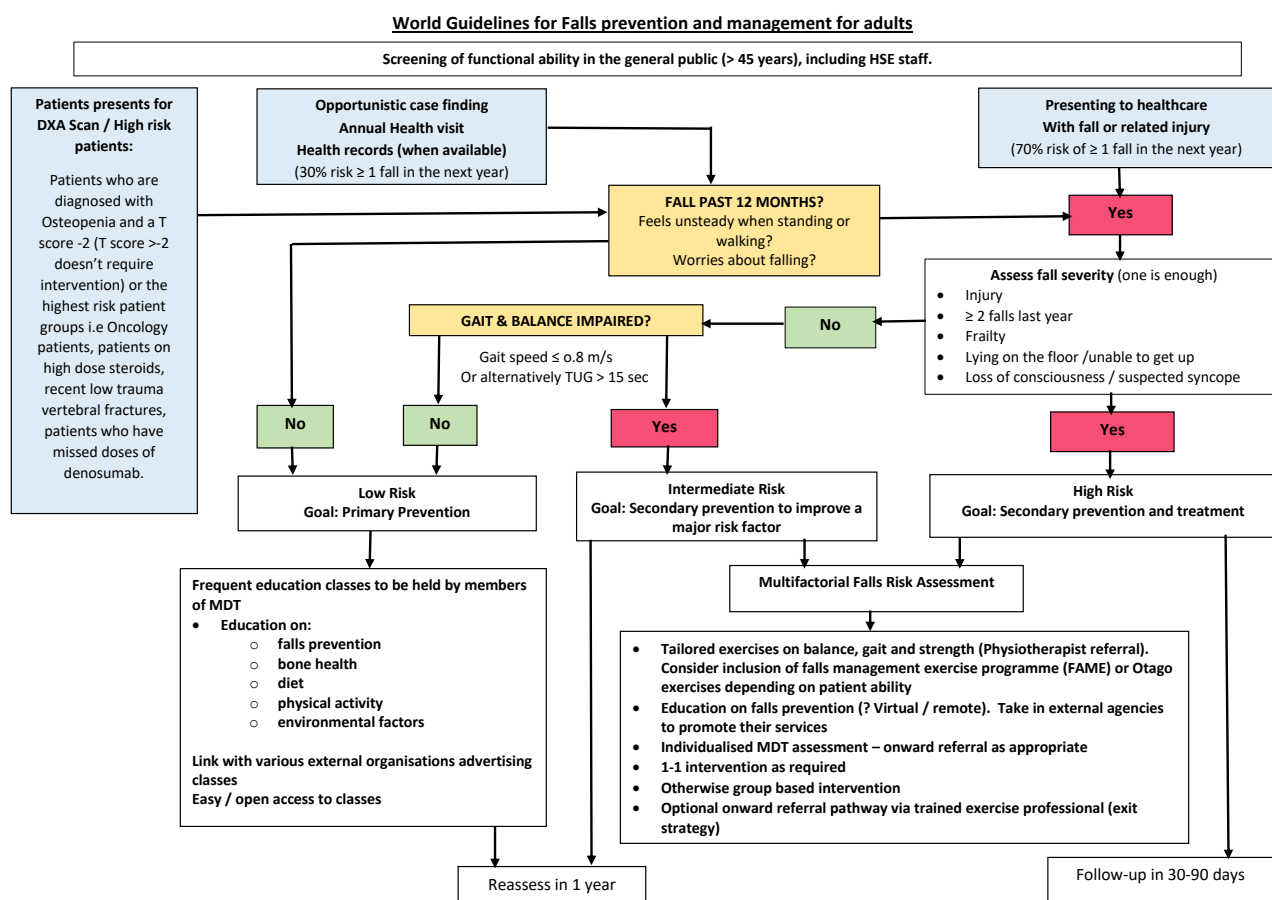 World Guidelines for Falls prevention and management for adults
Screening of functional ability in the general public (> 45 years), including HSE staff.
Patients presents for
DXA Scan / High risk
patients:
Patients who are
diagnosed with
Osteopenia and a T
score -2 (T score >-2
doesn't require
intervention) or the
highest risk patient
groups i.e Oncology
patients, patients on
high dose steroids,
recent low trauma
vertebral fractures,
patients who have
missed doses of
denosumab.
Opportunistic case finding
Annual Health visit
Health records (when available)
(30% risk ≥ 1 fall in the next year)
Presenting to healthcare
With fall or related injury
(70% risk of ≥ 1 fall in the next year)
FALL PAST 12 MONTHS?
Feels unsteady when standing or
walking?
Worries about falling?
Yes
Assess fall severity (one is enough)
• Injury
• ≥ 2 falls last year
• Frailty
• Lying on the floor /unable to get up
• Loss of consciousness / suspected syncope
No
GAIT & BALANCE IMPAIRED?
Gait speed ≤ o.8 m/s
Or alternatively TUG > 15 sec
No
No
Yes
Yes
Low Risk
Goal: Primary Prevention
Intermediate Risk
Goal: Secondary prevention to improve a
major risk factor
High Risk
Goal: Secondary prevention and treatment
Multifactorial Falls Risk Assessment
Frequent education classes to be held by members
of MDT
• Education on:
o falls prevention
o bone health
o diet
o physical activity
o environmental factors
Link with various external organisations advertising
classes
Easy / open access to classes
• Tailored exercises on balance, gait and strength (Physiotherapist referral).
Consider inclusion of falls management exercise programme (FAME) or Otago
exercises depending on patient ability
• Education on falls prevention (? Virtual / remote). Take in external agencies
to promote their services
• Individualised MDT assessment – onward referral as appropriate
• 1-1 intervention as required
• Otherwise group based intervention
• Optional onward referral pathway via trained exercise professional (exit
strategy)
Reassess in 1 year
Follow-up in 30-90 days